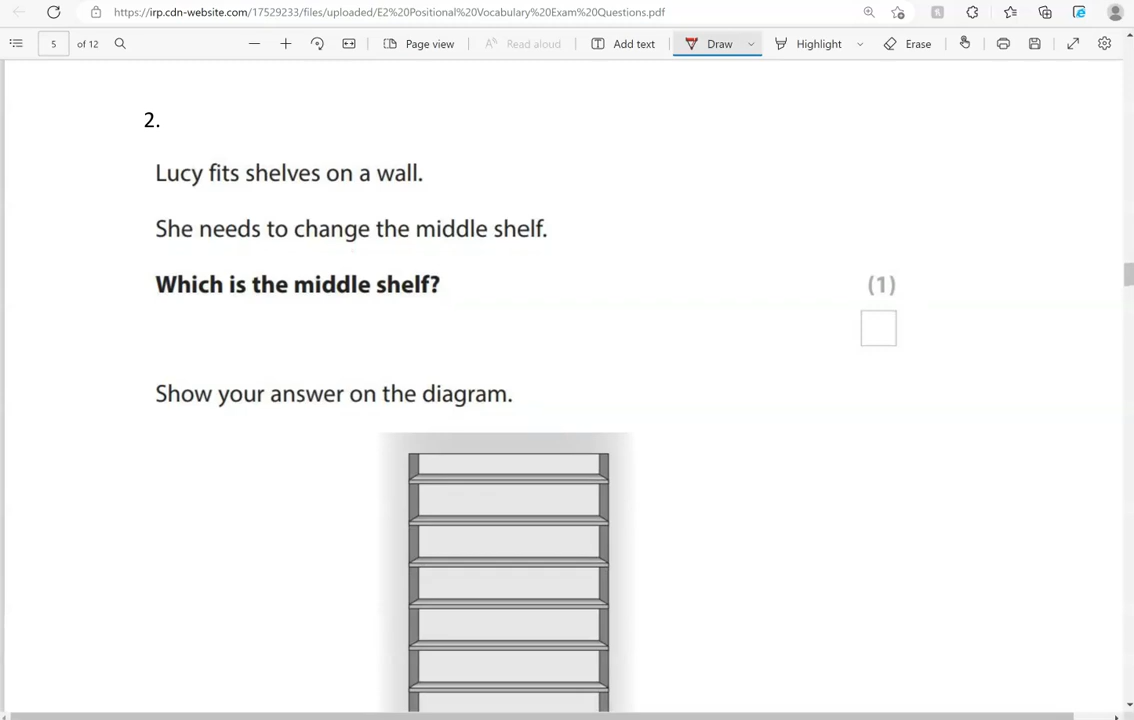 https://irp.cdn-website.com/17529233/files/uploaded/E2%20Positional%20Vocabulary%20Exam%20Questions.pdf
5 of 12 Page view Read aloud Add text Draw Highlight Erase
2.
Lucy fits shelves on a wall.
She needs to change the middle shelf.
Which is the middle shelf? (1)
Show your answer on the diagram.